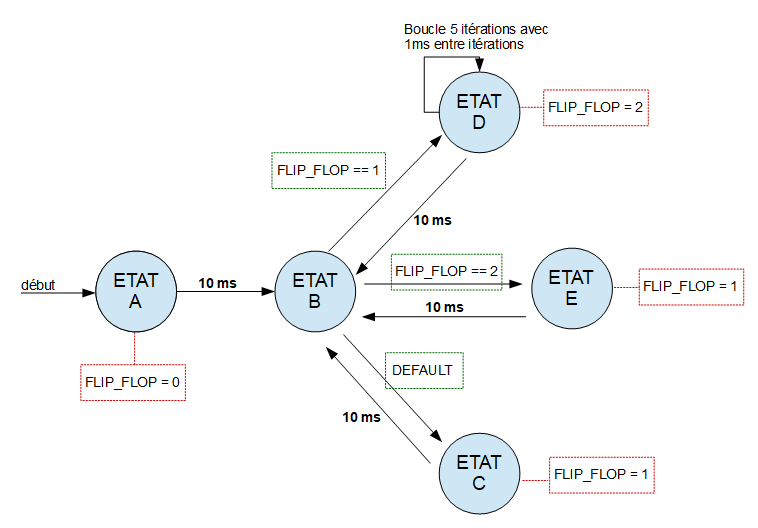 Boucle 5 itérations avec
1ms entre itérations
ETAT
D
FLIP_FLOP = 2
FLIP_FLOP == 1
10 ms
début
ETAT
A
10 ms
ETAT
B
FLIP_FLOP == 2
10 ms
ETAT
E
FLIP_FLOP = 1
FLIP_FLOP = 0
DEFAULT
10 ms
ETAT
C
FLIP_FLOP = 1